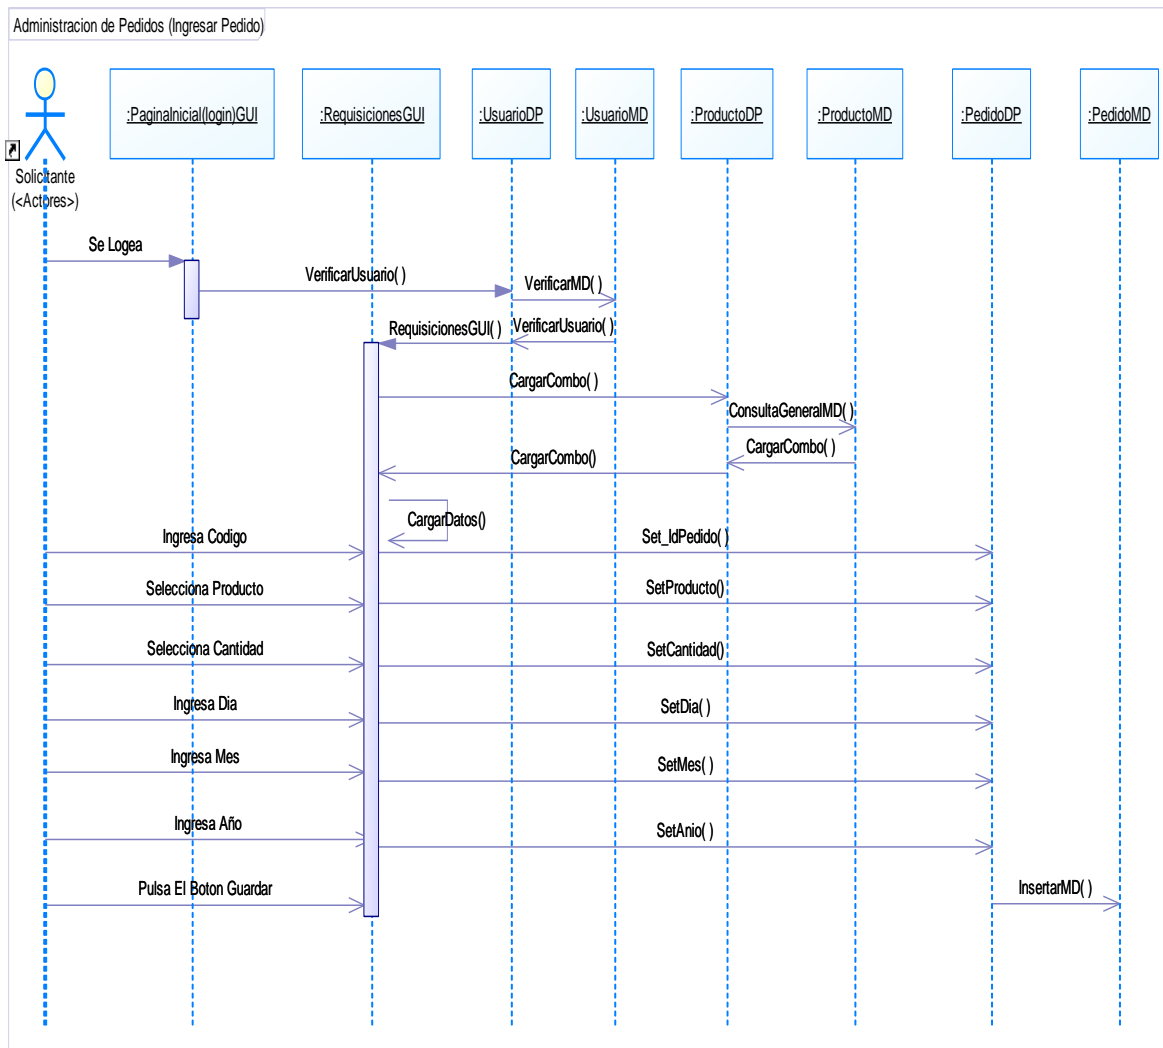 Administracion de Pedidos (Ingresar Pedido)
:PaginaInicial(login)GUI
:RequisicionesGUI
:UsuarioDP
:UsuarioMD
:ProductoDP
:ProductoMD
:PedidoDP
:PedidoMD
Solicitante
(<Actores>)
Se Logea
VerificarUsuario( )
VerificarMD( )
VerificarUsuario( )
RequisicionesGUI( )
CargarCombo( )
ConsultaGeneralMD( )
CargarCombo( )
CargarCombo()
CargarDatos()
Ingresa Codigo
Set_IdPedido( )
Selecciona Producto
SetProducto()
Selecciona Cantidad
SetCantidad()
Ingresa Dia
SetDia( )
Ingresa Mes
SetMes( )
Ingresa Año
SetAnio( )
Pulsa El Boton Guardar
InsertarMD( )